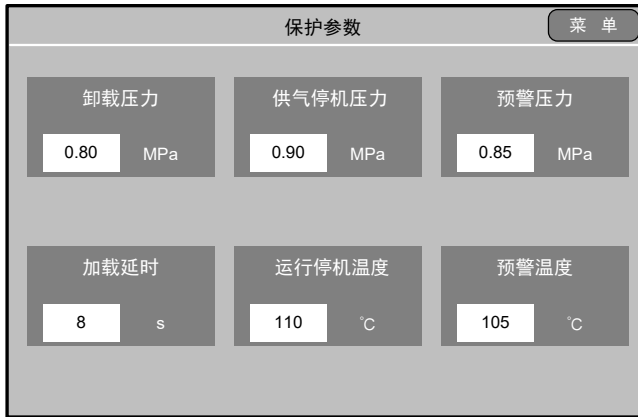 保护参数
菜 单
卸载压力
供气停机压力
预警压力
0.80 MPa
0.90 MPa
0.85 MPa
加载延时
运行停机温度
预警温度
8 s
110 ℃
105 ℃